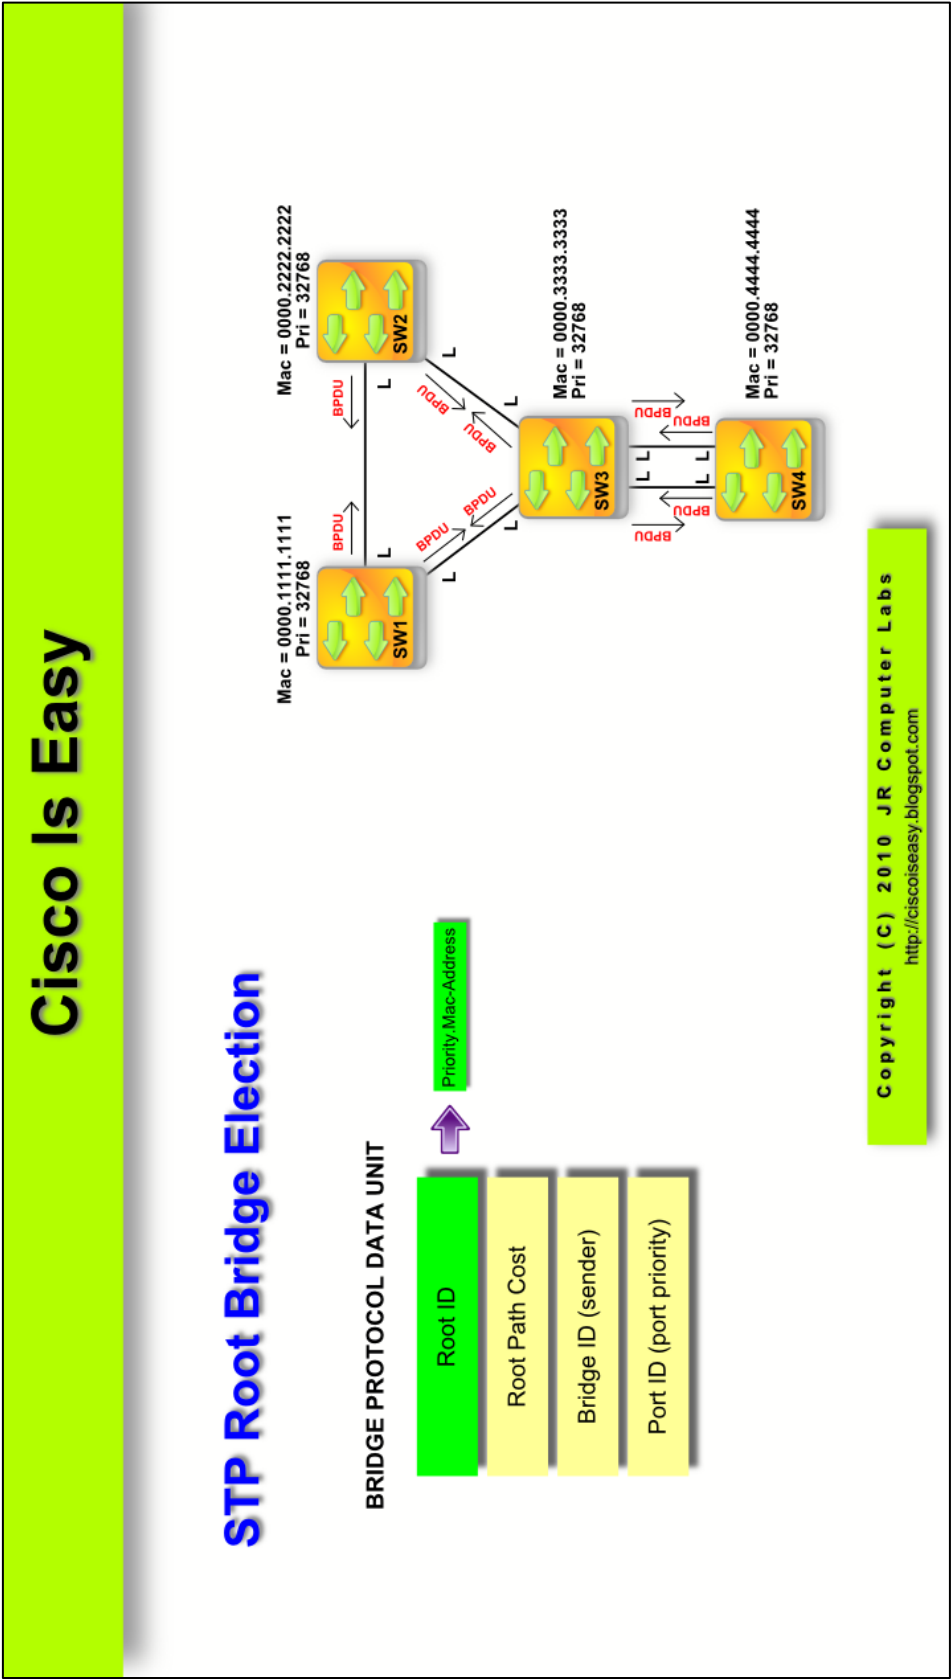 Cisco Is Easy
STP Root Bridge Election
BRIDGE PROTOCOL DATA UNIT
Root ID
Priority.Mac-Address
Root Path Cost
Bridge ID (sender)
Port ID (port priority)
Mac = 0000.1111.1111
Pri = 32768
Mac = 0000.2222.2222
Pri = 32768
BPDU
BPDU
L
L
SW1
SW2
L
L
BPDU
BPDU
BPDU
BPDU
L
L
Mac = 0000.3333.3333
Pri = 32768
SW3
L
L
BPDU
BPDU
BPDU
BPDU
L
L
Mac = 0000.4444.4444
Pri = 32768
SW4
Copyright (C) 2010 JR Computer Labs
http://ciscoiseasy.blogspot.com